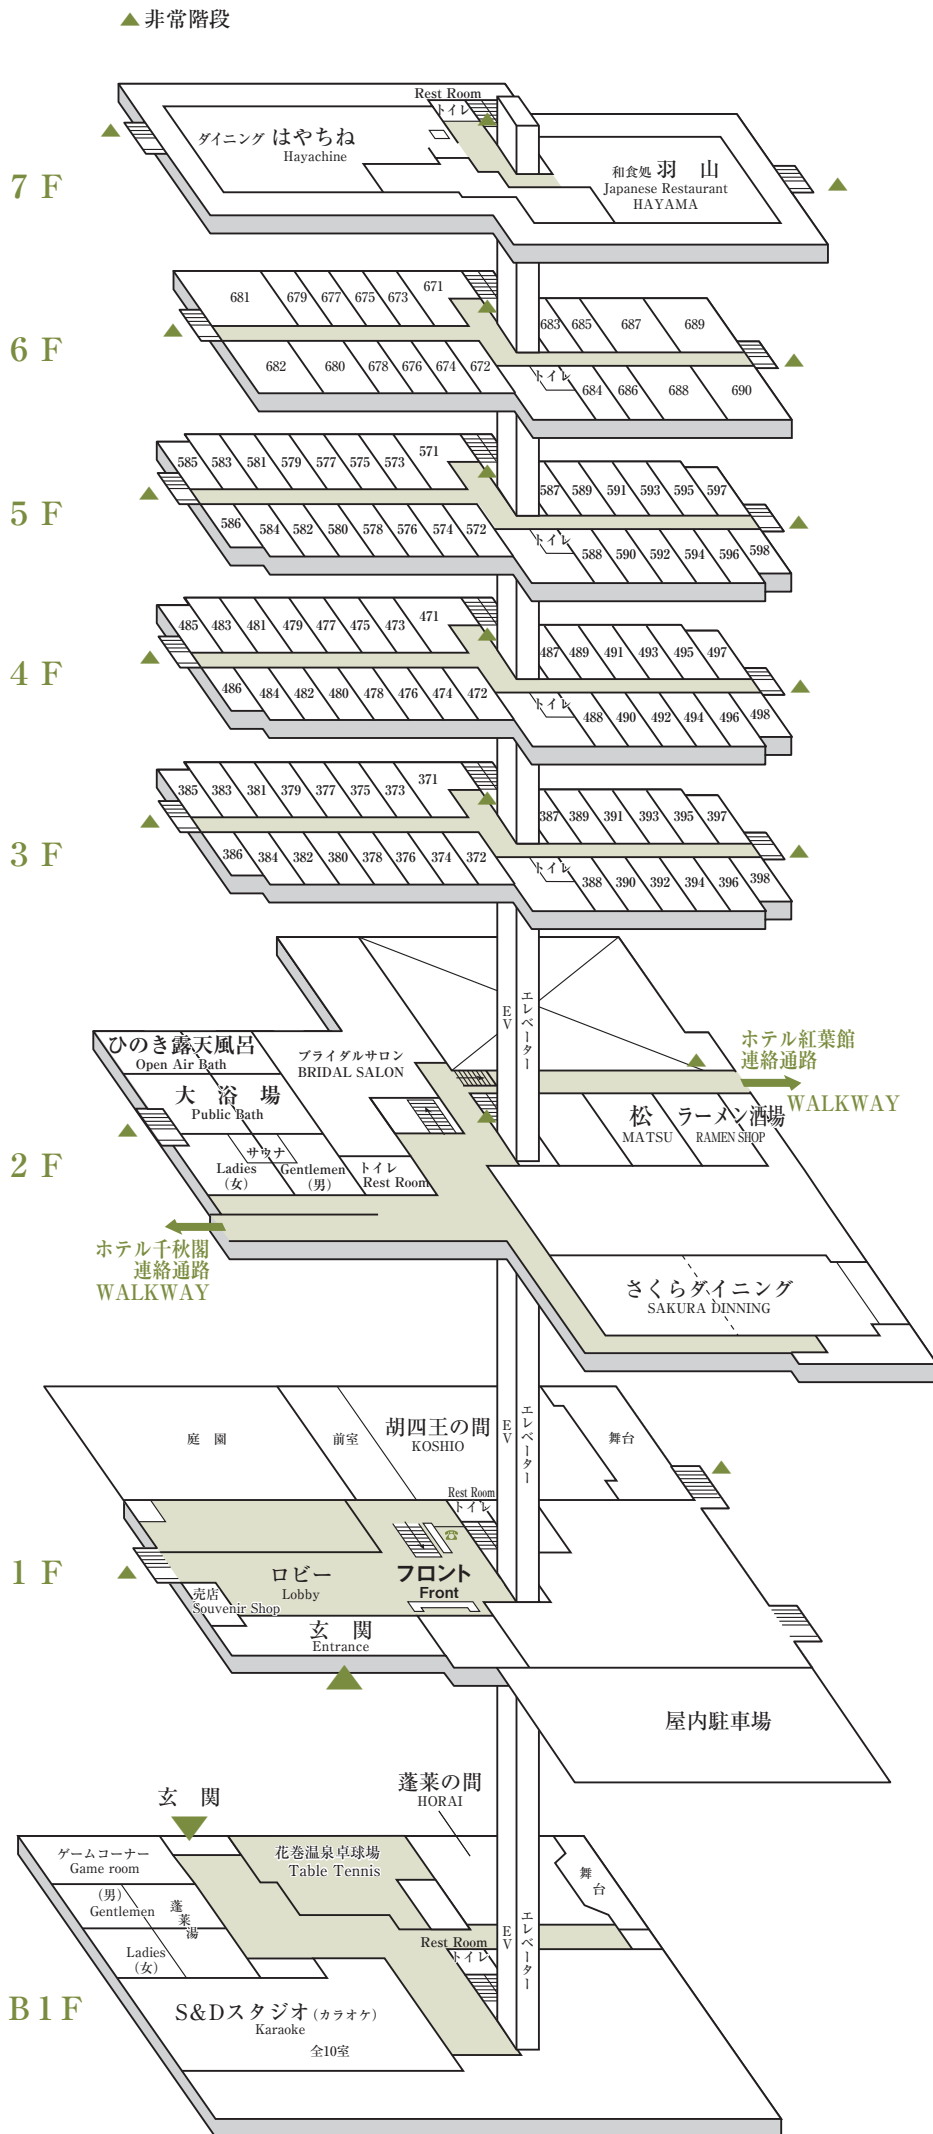 ▲ 非常階段
7 F
Rest Room
トイレ
ダイニング はやちね
Hayachine
和食処 羽 山
Japanese Restaurant
HAYAMA
6 F
681 679 677 675 673 671
683 685 687 689
682 680 678 676 674 672
トイレ
684 686 688 690
5 F
585 583 581 579 577 575 573 571
587 589 591 593 595 597
586 584 582 580 578 576 574 572
トイレ
588 590 592 594 596 598
4 F
485 483 481 479 477 475 473 471
487 489 491 493 495 497
486 484 482 480 478 476 474 472
トイレ
488 490 492 494 496 498
3 F
385 383 381 379 377 375 373 371
387 389 391 393 395 397
386 384 382 380 378 376 374 372
トイレ
388 390 392 394 396 398
2 F
EV
エレベーター
ひのき露天風呂
Open Air Bath
ブライダルサロン
BRIDAL SALON
ホテル紅葉館
連絡通路
WALKWAY
大 浴 場
Public Bath
松
MATSU
ラーメン酒場
RAMEN SHOP
サウナ
Ladies
(女)
Gentlemen
(男)
トイレ
Rest Room
ホテル千秋閣
連絡通路
WALKWAY
さくらダイニング
SAKURA DINNING
1 F
庭 園
前室
胡四王の間
KOSHIO
EV
エレベーター
舞台
Rest Room
トイレ
☎
ロビー
Lobby
フロント
Front
売店
Souvenir Shop
玄 関
Entrance
屋内駐車場
B1F
玄 関
蓬莱の間
HORAI
ゲームコーナー
Game room
花巻温泉卓球場
Table Tennis
舞台
(男)
Gentlemen
蓬莱湯
Ladies
(女)
EV
エレベーター
Rest Room
トイレ
S&Dスタジオ (カラオケ)
Karaoke
全10室